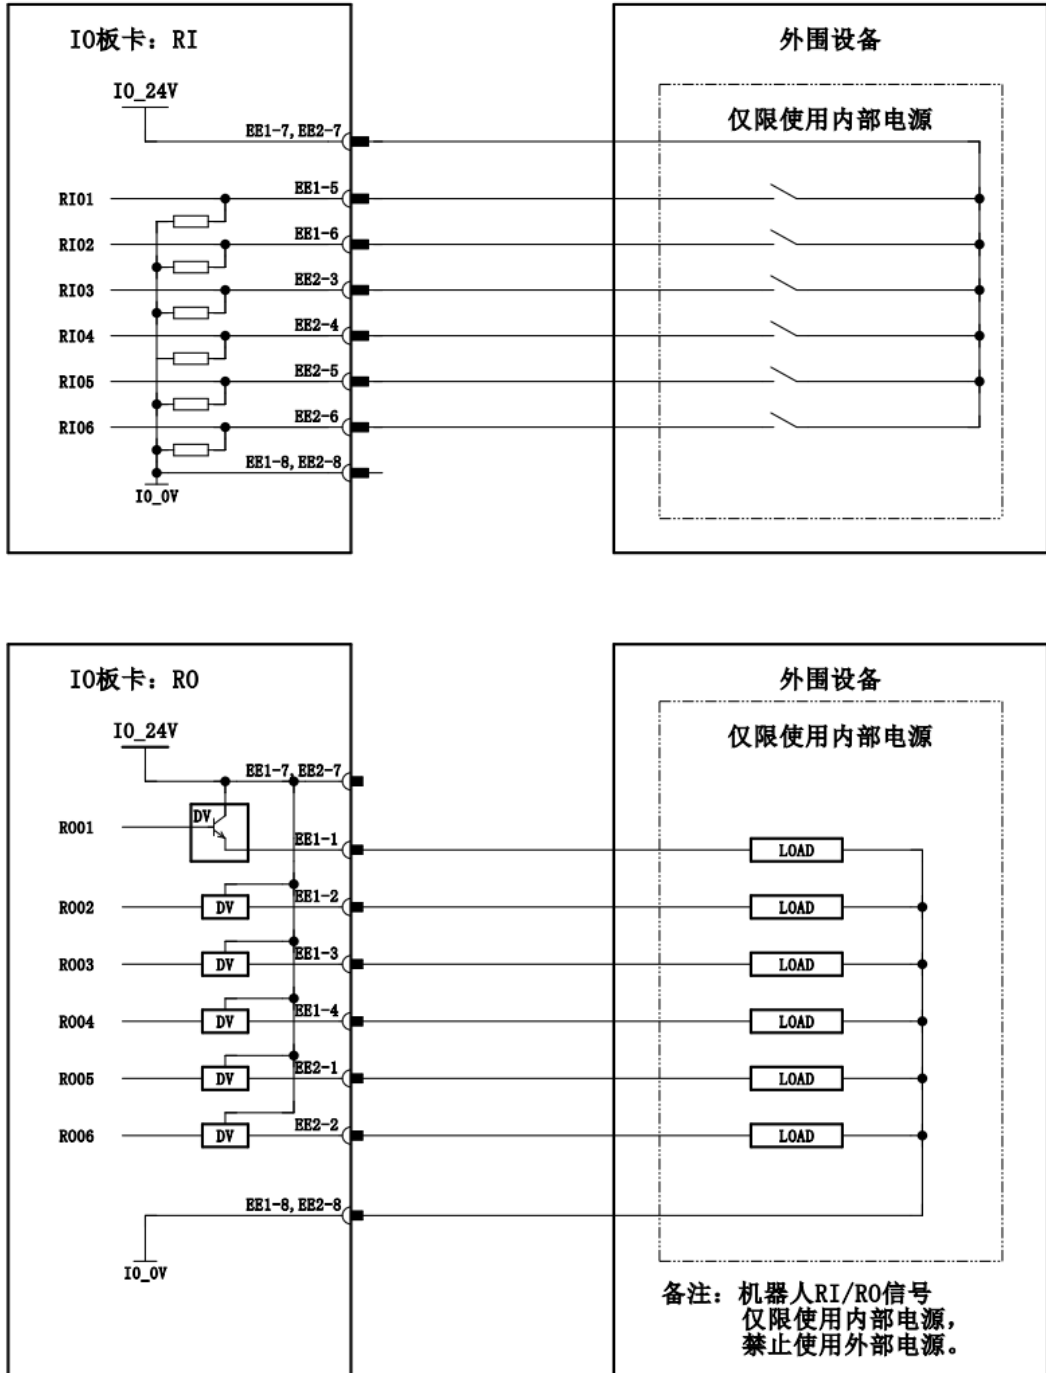 IO板卡：RI
外围设备
IO_24V
仅限使用内部电源
EE1-7,EE2-7
RI01
EE1-5
RI02
EE1-6
RI03
EE2-3
RI04
EE2-4
RI05
EE2-5
RI06
EE2-6
EE1-8,EE2-8
IO_0V
IO板卡：RO
外围设备
IO_24V
仅限使用内部电源
EE1-7,EE2-7
DV
RO01
EE1-1
LOAD
RO02
DV
EE1-2
LOAD
RO03
DV
EE1-3
LOAD
RO04
DV
EE1-4
LOAD
RO05
DV
EE2-1
LOAD
RO06
DV
EE2-2
LOAD
EE1-8,EE2-8
IO_0V
备注：机器人RI/RO信号
仅限使用内部电源，
禁止使用外部电源。